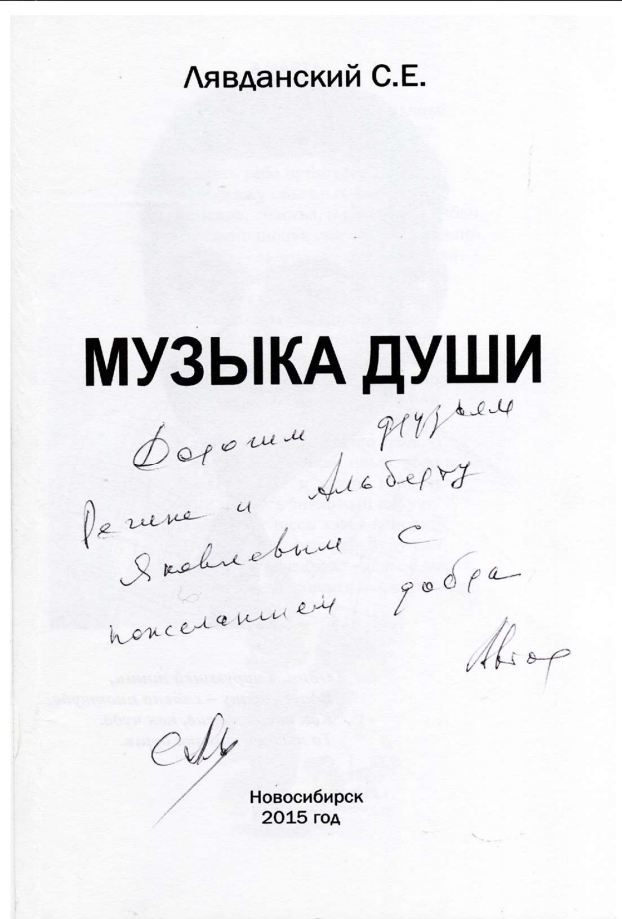 Лявданский С.Е.
МУЗЫКА ДУШИ
Дорогим друзьям
Регине и Альберту
Яковлевым с
пожеланием добра
Автор
Новосибирск
2015 год